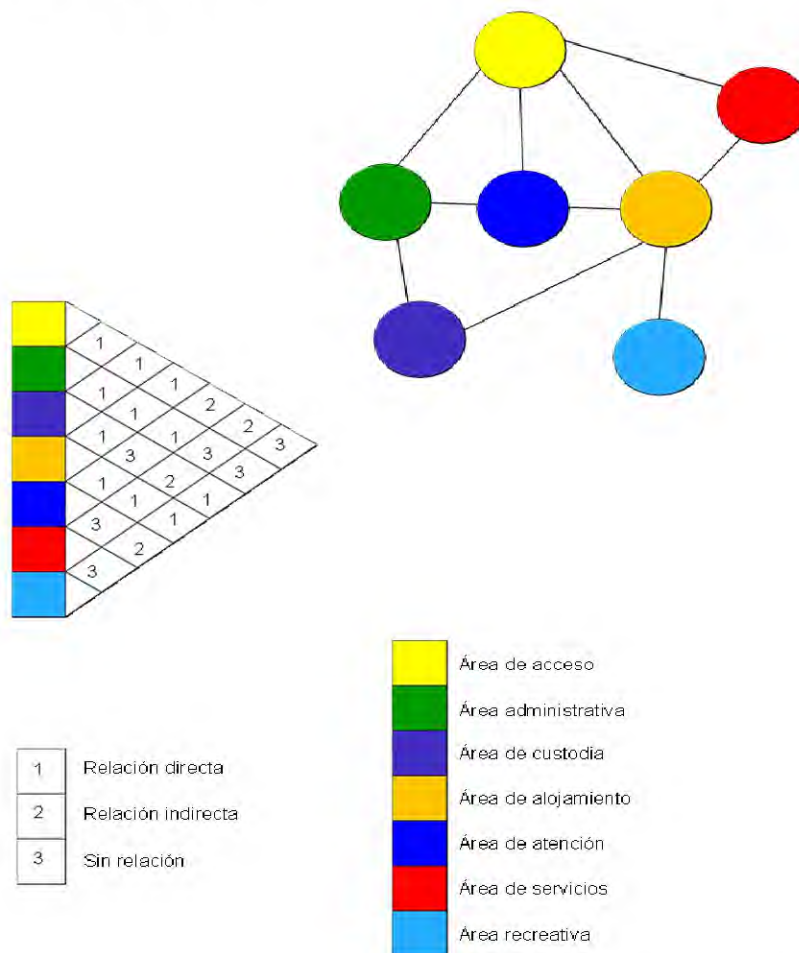 1 1 1 2 2 3
1 1 1 3 3
1 3 2 1
1 1 1
3 2
3
1 Relación directa
2 Relación indirecta
3 Sin relación
Área de acceso
Área administrativa
Área de custodia
Área de alojamiento
Área de atención
Área de servicios
Área recreativa